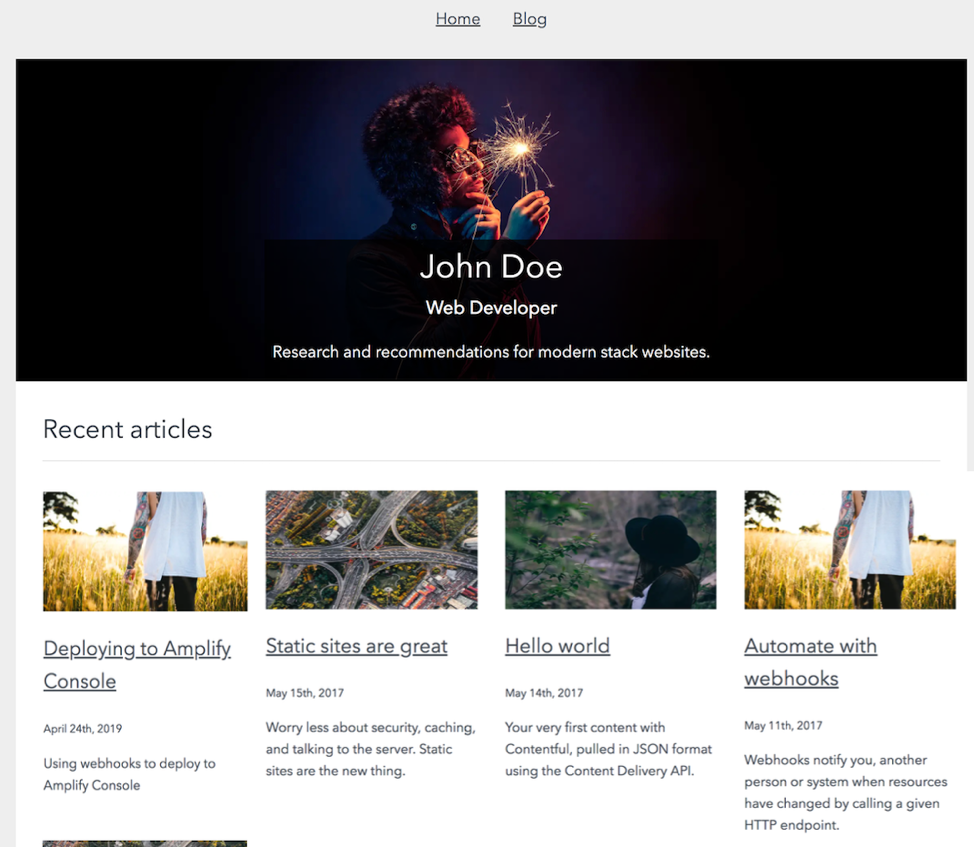 Home Blog
John Doe
Web Developer
Research and recommendations for modern stack websites.
Recent articles
Deploying to Amplify
Console
April 24th, 2019
Using webhooks to deploy to
Amplify Console
Static sites are great
May 15th, 2017
Worry less about security, caching,
and talking to the server. Static
sites are the new thing.
Hello world
May 14th, 2017
Your very first content with
Contentful, pulled in JSON format
using the Content Delivery API.
Automate with
webhooks
May 11th, 2017
Webhooks notify you, another
person or system when resources
have changed by calling a given
HTTP endpoint.